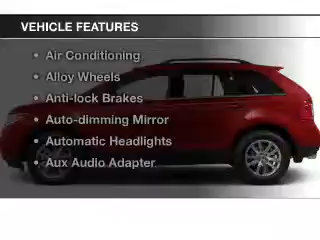 VEHICLE FEATURES
• Air Conditioning
• Alloy Wheels
• Anti-lock Brakes
• Auto-dimming Mirror
• Automatic Headlights
• Aux Audio Adapter